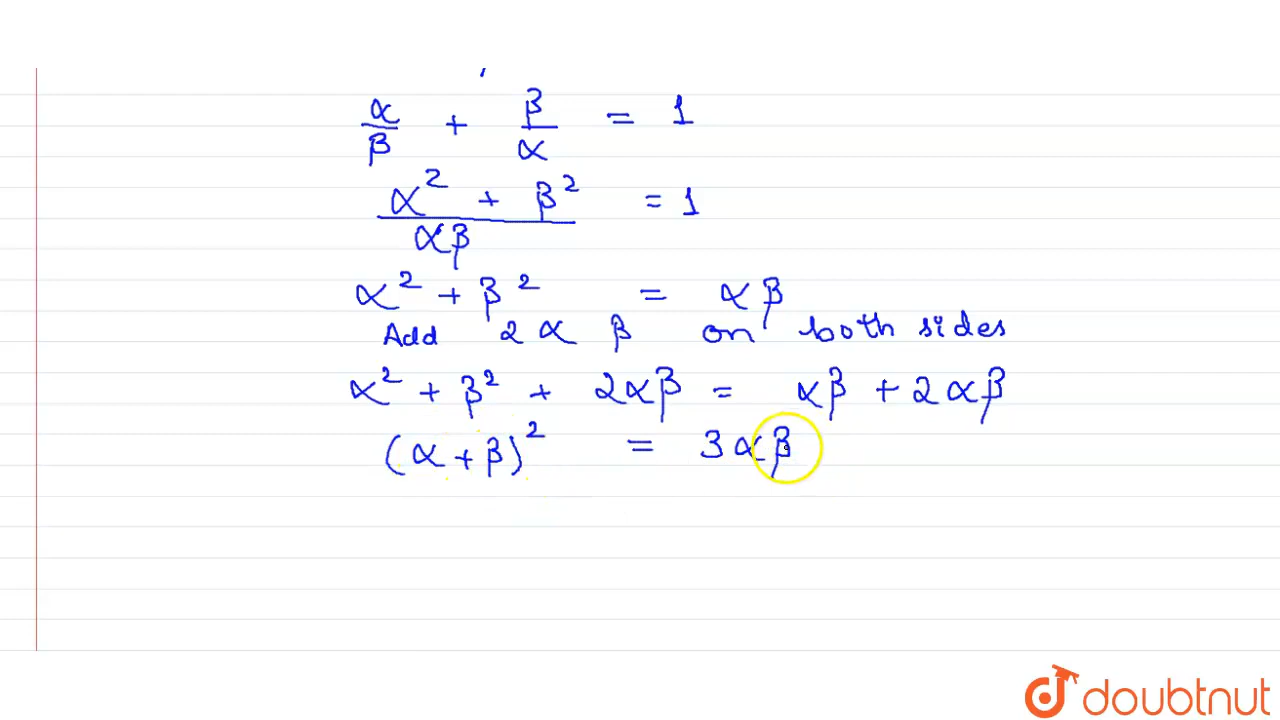 α/β + β/α = 1
α² + β² / αβ = 1
α² + β² = αβ
Add 2αβ on both sides
α² + β² + 2αβ = αβ + 2αβ
(α + β)² = 3αβ
doubtnut